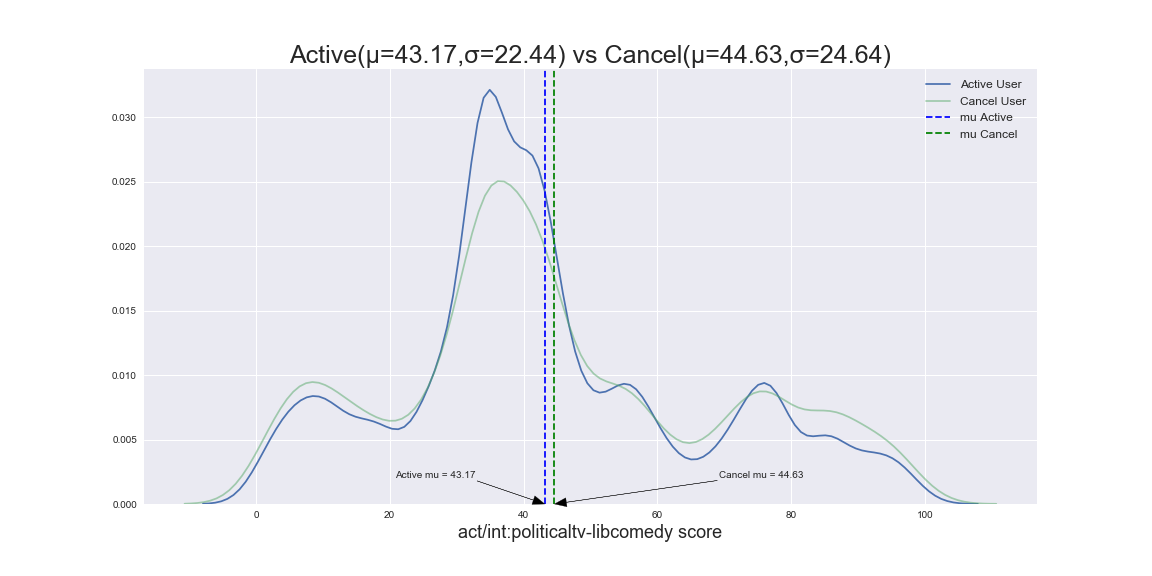 Active(μ=43.17,σ=22.44) vs Cancel(μ=44.63,σ=24.64)
Active User
Cancel User
mu Active
mu Cancel
0.030
0.025
0.020
0.015
0.010
0.005
0.000
Active mu = 43.17
Cancel mu = 44.63
0 20 40 60 80 100
act/int:politicaltv-libcomedy score